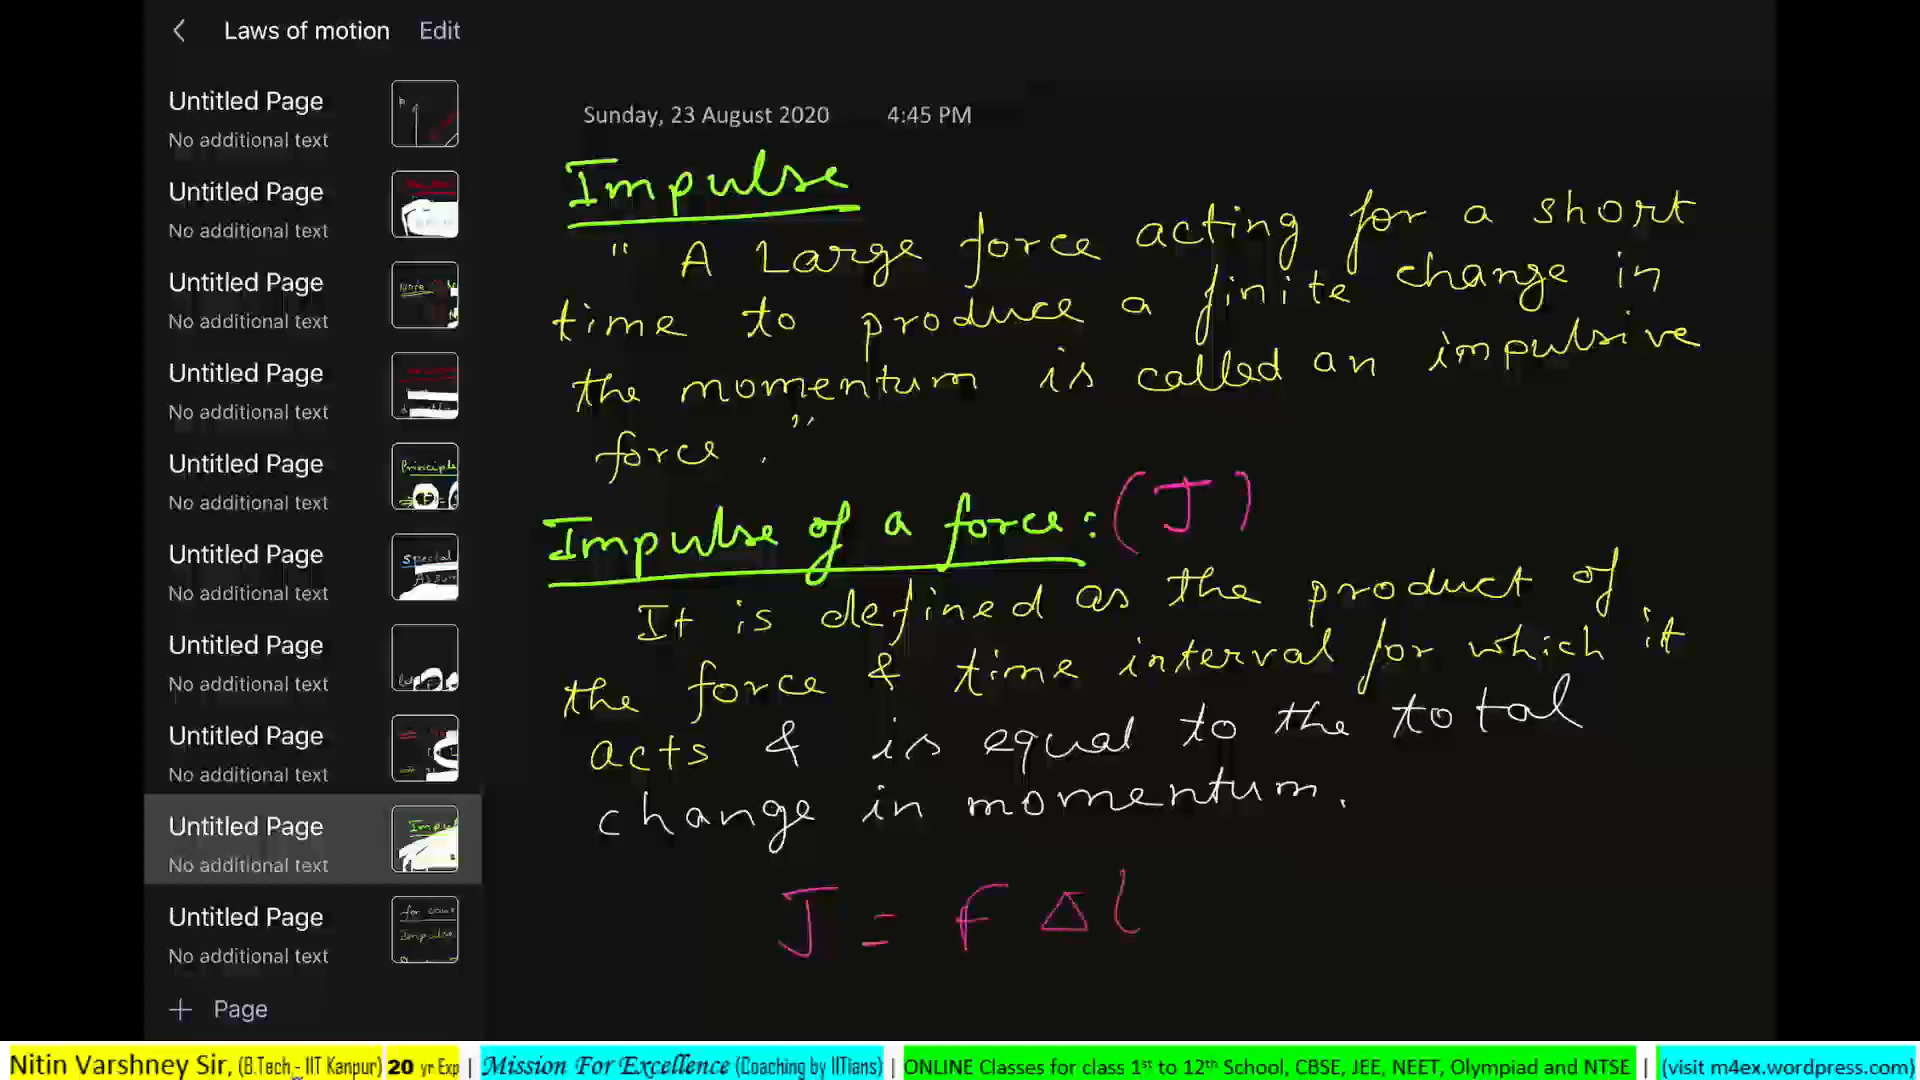 Laws of motion Edit
Untitled Page
No additional text
Untitled Page
No additional text
Untitled Page
No additional text
Untitled Page
No additional text
Untitled Page
No additional text
Principle
Untitled Page
No additional text
special
Untitled Page
No additional text
Untitled Page
No additional text
Untitled Page
No additional text
Impul
Untitled Page
No additional text
Impulse
+ Page
Sunday, 23 August 2020 4:45 PM
Impulse
" A Large force acting for a short
time to produce a finite change in
the momentum is called an impulsive
force . "
Impulse of a force: (J)
It is defined as the product of
the force & time interval for which it
acts & is equal to the total
change in momentum.
J = F Δ
Nitin Varshney Sir, (B.Tech.- IIT Kanpur) 20 yr Exp | Mission For Excellence (Coaching by IITians) | ONLINE Classes for class 1st to 12th School, CBSE, JEE, NEET, Olympiad and NTSE | (visit m4ex.wordpress.com)